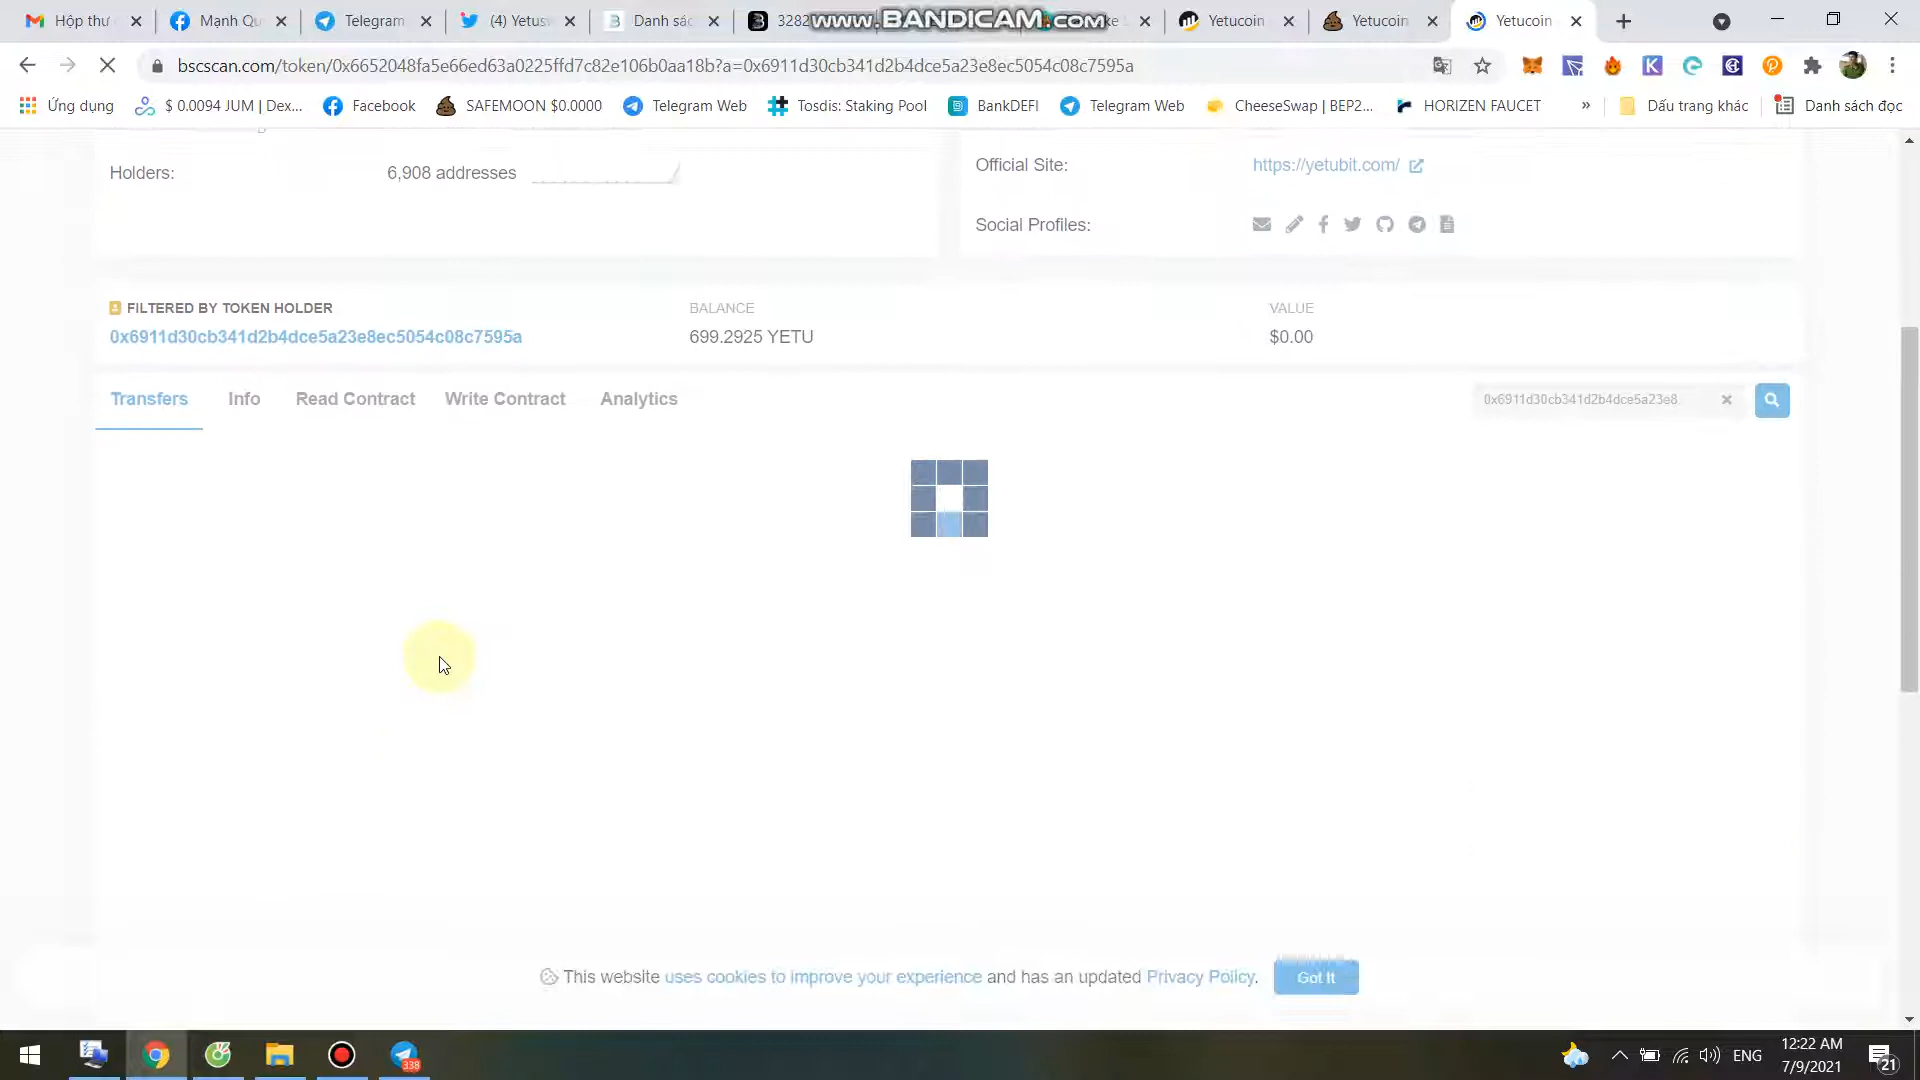 Hộp thư
Mạnh Qu
Telegram
(4) Yetus
Danh sác
3282
www.BANDICAM.com
Yetucoin
Yetucoin
Yetucoin
bscscan.com/token/0x6652048fa5e66ed63a0225ffd7c82e106b0aa18b?a=0x6911d30cb341d2b4dce5a23e8ec5054c08c7595a
Ứng dụng
$ 0.0094 JUM | Dex...
Facebook
SAFEMOON $0.0000
Telegram Web
Tosdis: Staking Pool
BankDEFI
Telegram Web
CheeseSwap | BEP2...
HORIZEN FAUCET
»
Dấu trang khác
Danh sách đọc
Holders:
6,908 addresses
Official Site:
https://yetubit.com/
Social Profiles:
FILTERED BY TOKEN HOLDER
0x6911d30cb341d2b4dce5a23e8ec5054c08c7595a
BALANCE
699.2925 YETU
VALUE
$0.00
Transfers
Info
Read Contract
Write Contract
Analytics
0x6911d30cb341d2b4dce5a23e8.
This website uses cookies to improve your experience and has an updated Privacy Policy.
Got It
338
ENG
12:22 AM
7/9/2021
21